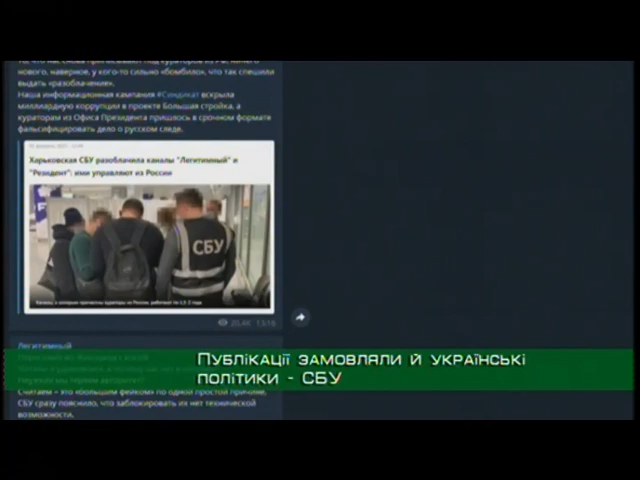 нового, наверное, у кого-то сильно «бомбило», что так спешили
выдать «разоблачение».
Наша информационная кампания #Синдикат вскрыла
миллиардную коррупции в проекте Большая стройка, а
кураторам из Офиса Президента пришлось в срочном формате
фальсифицировать дело о русском следе.
Харьковская СБУ разоблачила каналы "Легитимный" и
"Резидент": ими управляют из России
СБУ
20,4K 13:16
Легитимный
Публікації замовляли й українські
політики - СБУ
Считаем - это «большим фейком» по одной простой причине,
СБУ сразу пояснило, что заблокировать их нет технической
возможности.